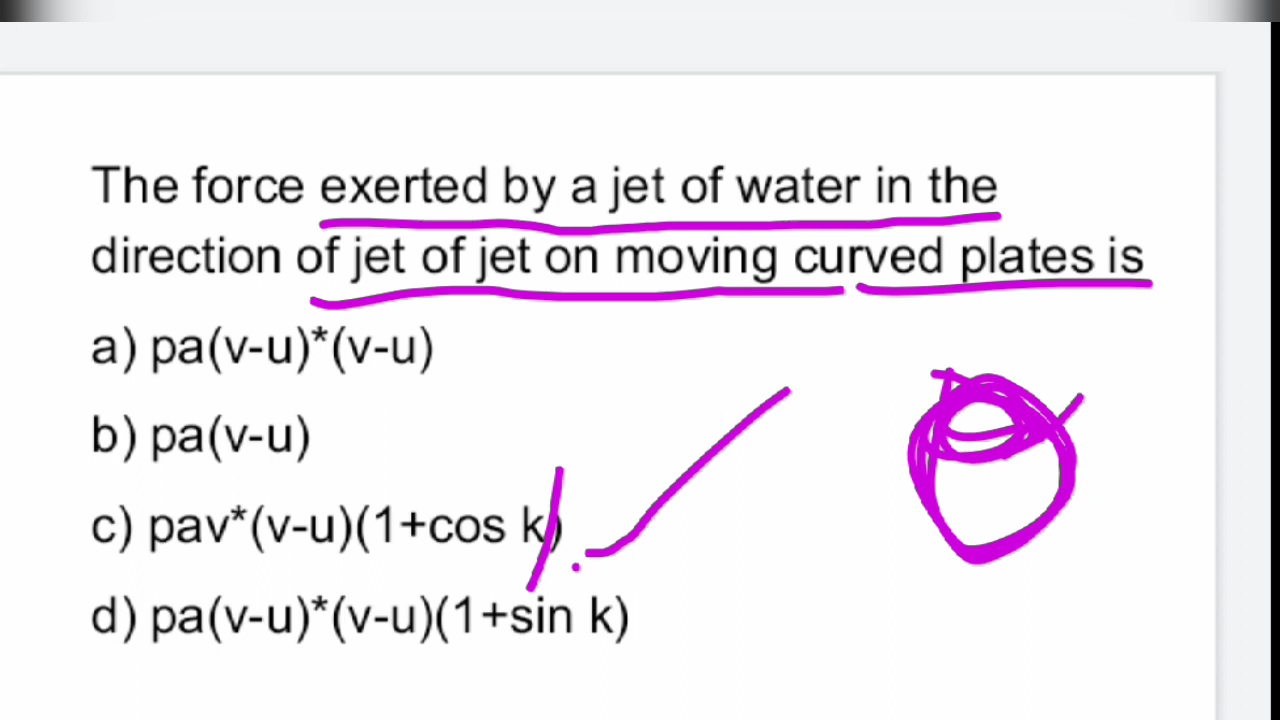 The force exerted by a jet of water in the
direction of jet of jet on moving curved plates is
a) pa(v-u)*(v-u)
b) pa(v-u)
c) pav*(v-u)(1+cos k)
d) pa(v-u)*(v-u)(1+sin k)